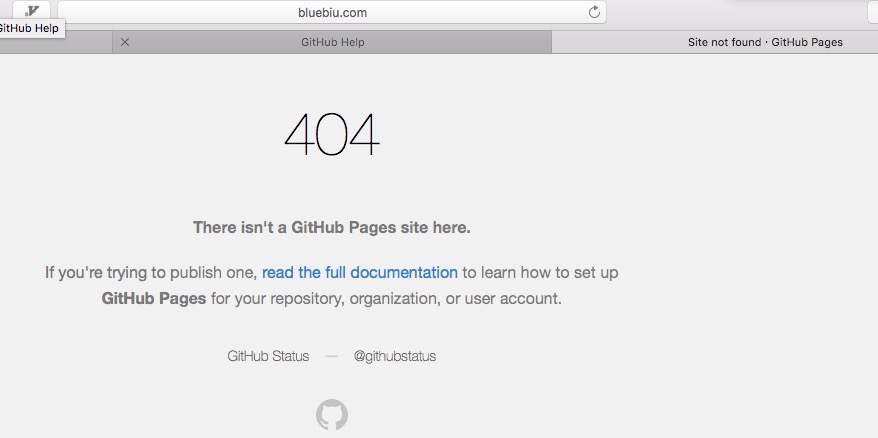 bluebiu.com
GitHub Help
GitHub Help
Site not found · GitHub Pages
404
There isn't a GitHub Pages site here.
If you're trying to publish one, read the full documentation to learn how to set up
GitHub Pages for your repository, organization, or user account.
GitHub Status — @githubstatus